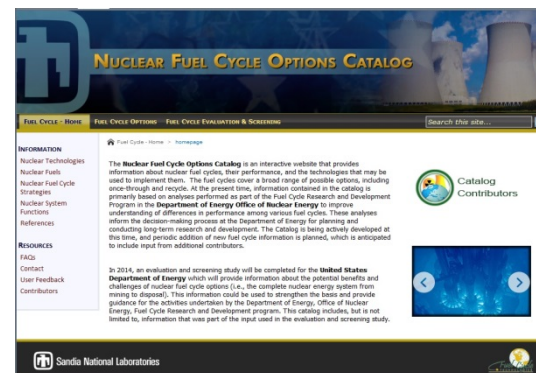 NUCLEAR FUEL CYCLE OPTIONS CATALOG
FUEL CYCLE - HOME FUEL CYCLE OPTIONS FUEL CYCLE EVALUATION & SCREENING Search this site...
Fuel Cycle - Home > homepage
INFORMATION
Nuclear Technologies
Nuclear Fuels
Nuclear Fuel Cycle
Strategies
Nuclear System
Functions
References
RESOURCES
FAQs
Contact
User Feedback
Contributors
The Nuclear Fuel Cycle Options Catalog is an interactive website that provides
information about nuclear fuel cycles, their performance, and the technologies that may be
used to implement them. The fuel cycles cover a broad range of possible options, including
once-through and recycle. At the present time, information contained in the catalog is
primarily based on analyses performed as part of the Fuel Cycle Research and Development
Program in the Department of Energy Office of Nuclear Energy to improve
understanding of differences in performance among various fuel cycles. These analyses
inform the decision-making process at the Department of Energy for planning and
conducting long-term research and development. The Catalog is being actively developed at
this time, and periodic addition of new fuel cycle information is planned, which is anticipated
to include input from additional contributors.
In 2014, an evaluation and screening study will be completed for the United States
Department of Energy which will provide information about the potential benefits and
challenges of nuclear fuel cycle options (i.e., the complete nuclear energy system from
mining to disposal). This information could be used to strengthen the basis and provide
guidance for the activities undertaken by the Department of Energy, Office of Nuclear
Energy, Fuel Cycle Research and Development program. This catalog includes, but is not
limited to, information that was part of the input used in the evaluation and screening study.
Catalog
Contributors
Sandia National Laboratories